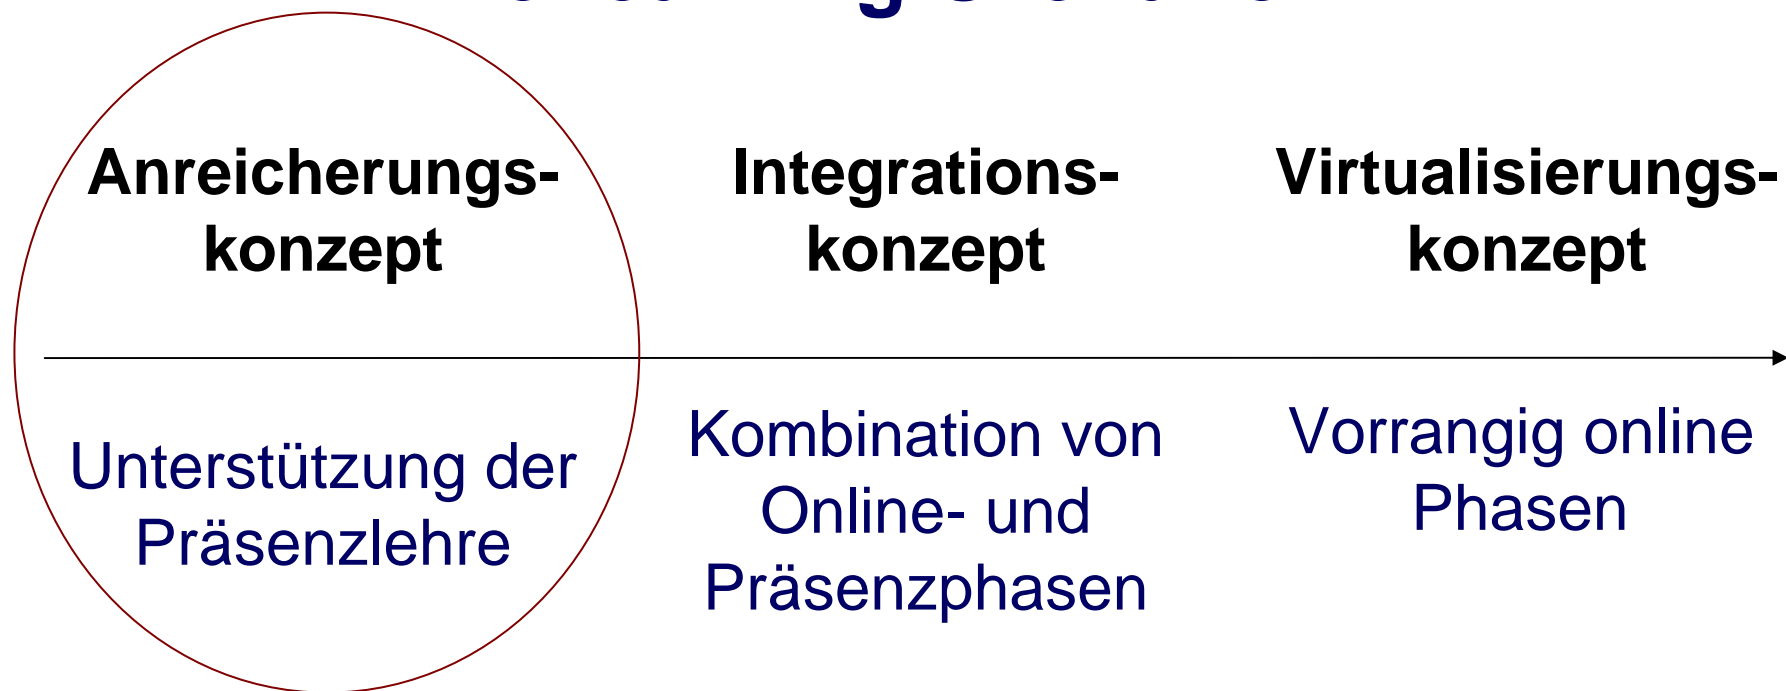 Anreicherungs-
konzept
Integrations-
konzept
Virtualisierungs-
konzept
Unterstützung der
Präsenzlehre
Kombination von
Online- und
Präsenzphasen
Vorrangig online
Phasen